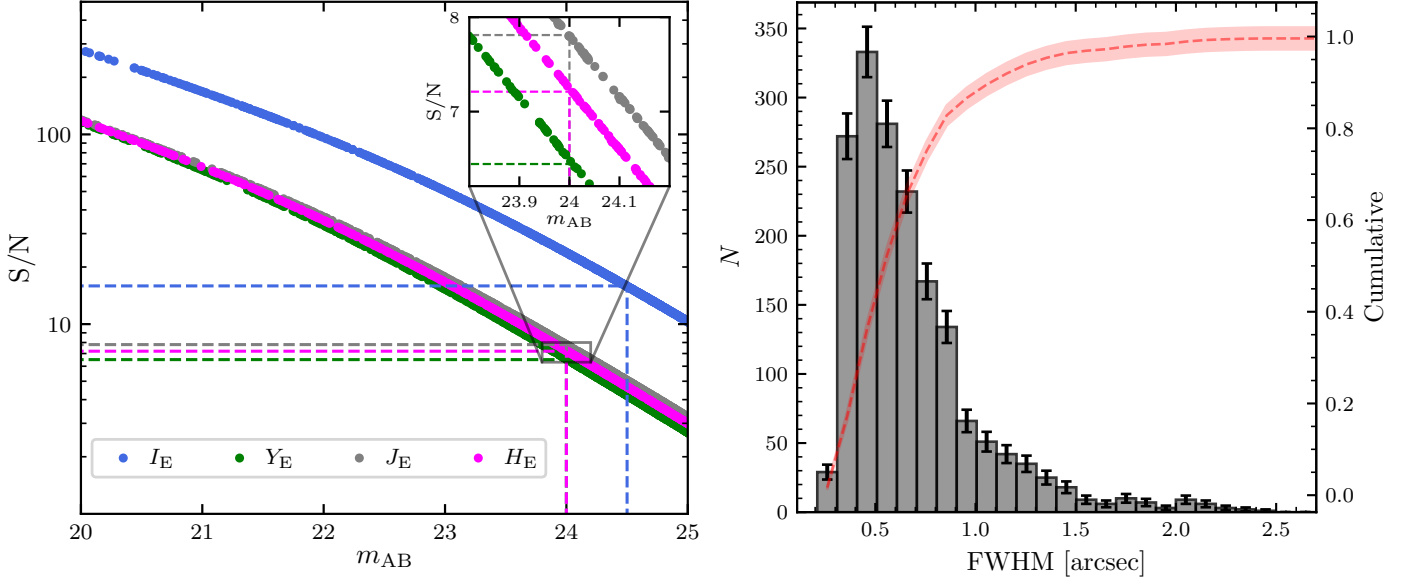 S/N
100
10
20
21
22
23
24
25
m_AB
I_E
Y_E
J_E
H_E
S/N
8
7
23.9
24
24.1
m_AB
N
350
300
250
200
150
100
50
0
0.5
1.0
1.5
2.0
2.5
FWHM [arcsec]
1.0
0.8
0.6
0.4
0.2
0.0
Cumulative